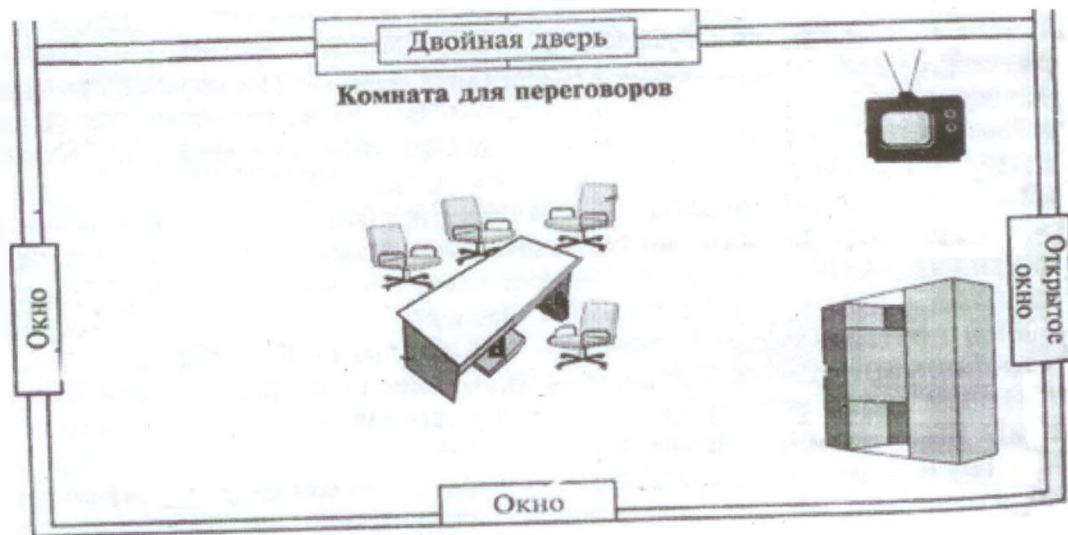 Двойная дверь
Комната для переговоров
Окно
Открытое
окно
Окно